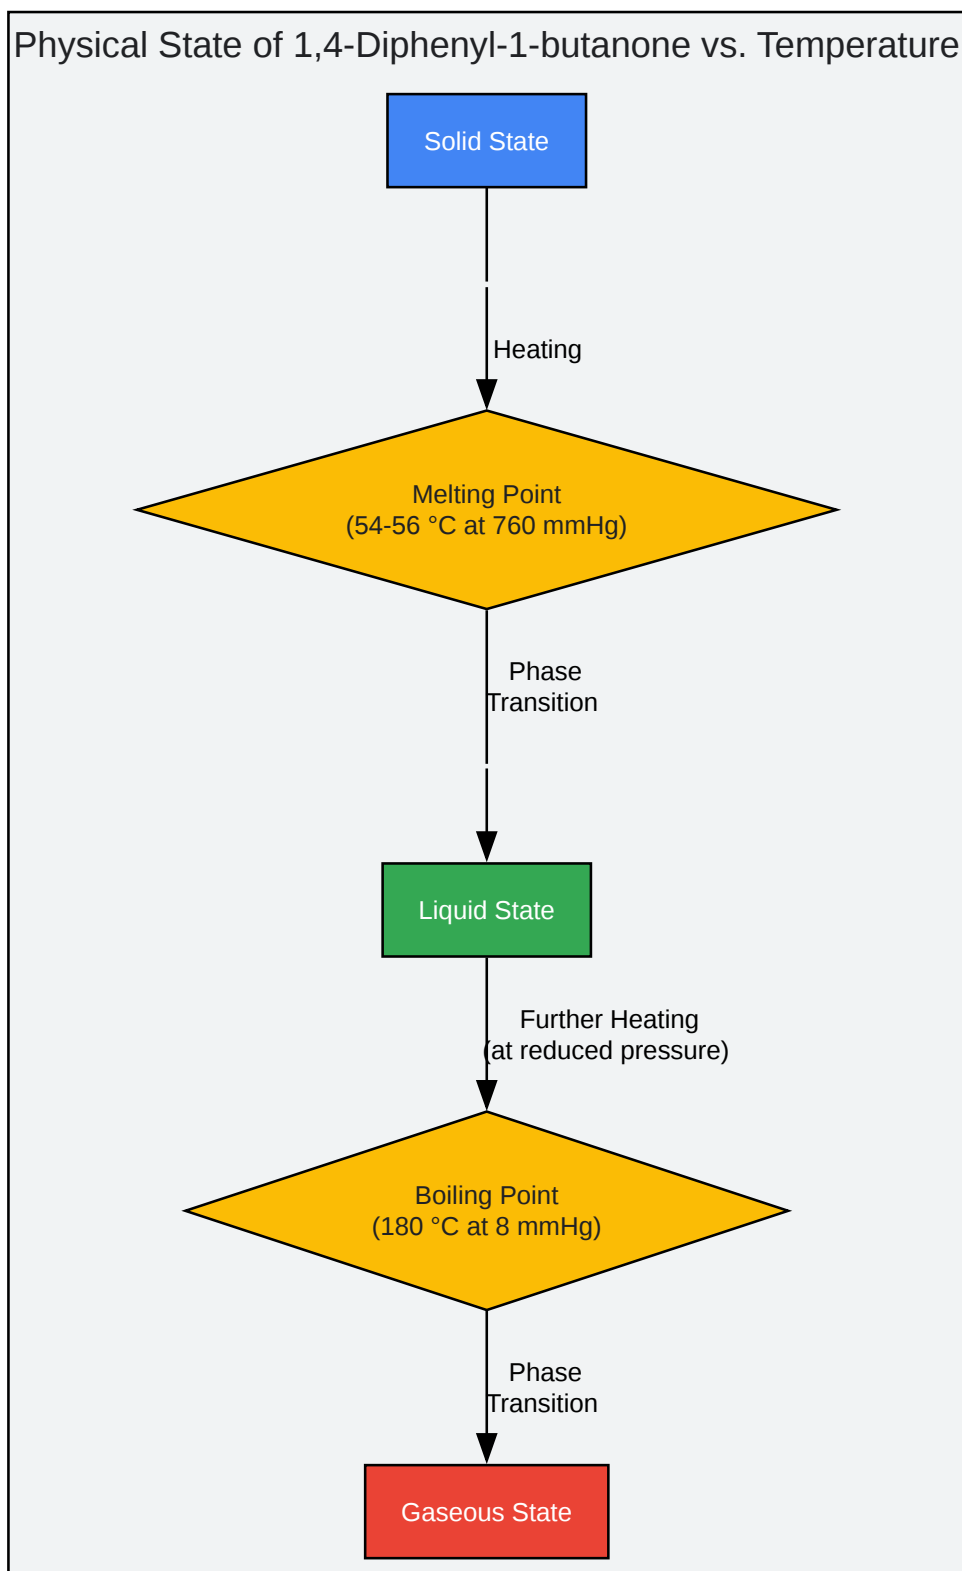 Physical State of 1,4-Diphenyl-1-butanone vs. Temperature
Solid State
Heating
Melting Point
(54-56 °C at 760 mmHg)
Phase
Transition
Liquid State
Further Heating
(at reduced pressure)
Boiling Point
(180 °C at 8 mmHg)
Phase
Transition
Gaseous State